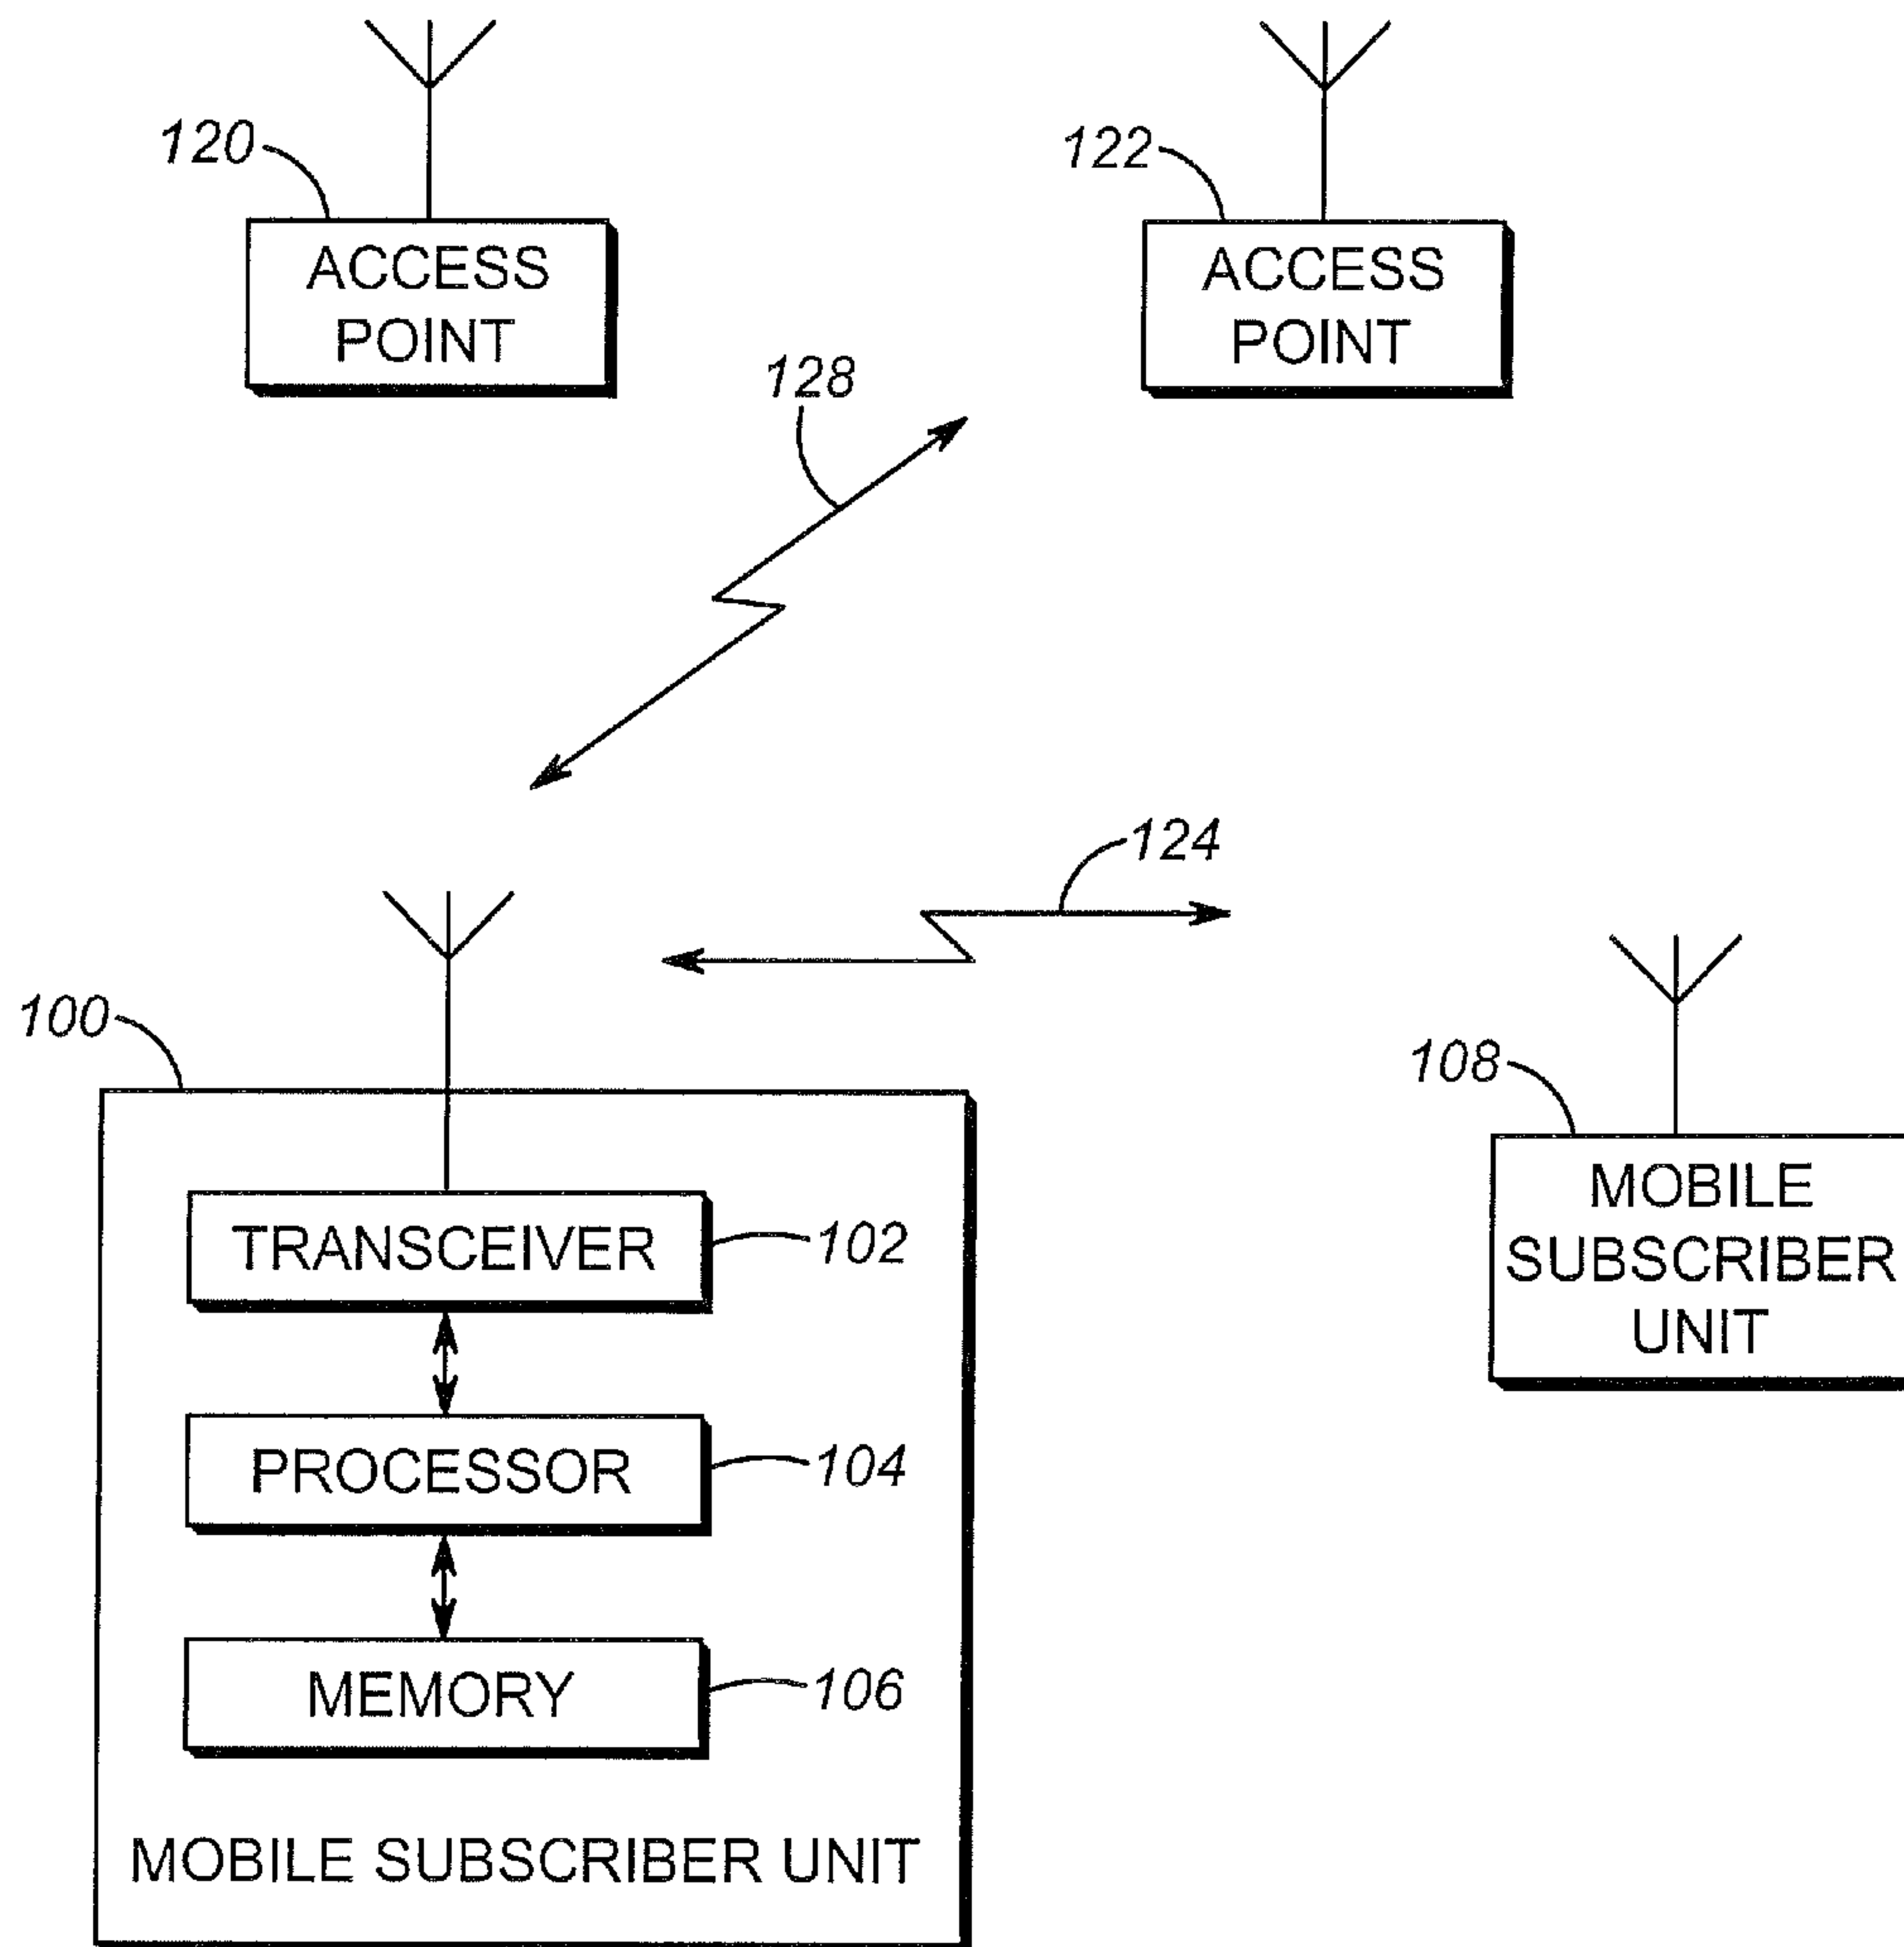 120
122
ACCESS
POINT
ACCESS
POINT
128
124
100
108
TRANSCEIVER
102
MOBILE
SUBSCRIBER
UNIT
PROCESSOR
104
MEMORY
106
MOBILE SUBSCRIBER UNIT